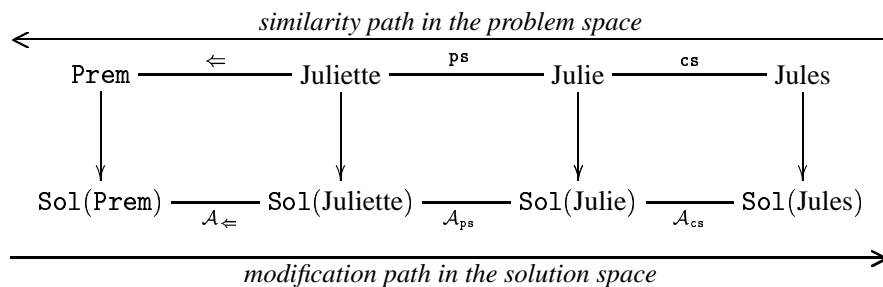 similarity path in the problem space
⇐ ps cs
Prem Juliette Julie Jules
Sol(Prem) Sol(Juliette) Sol(Julie) Sol(Jules)
𝒜⇐ 𝒜ps 𝒜cs
modification path in the solution space